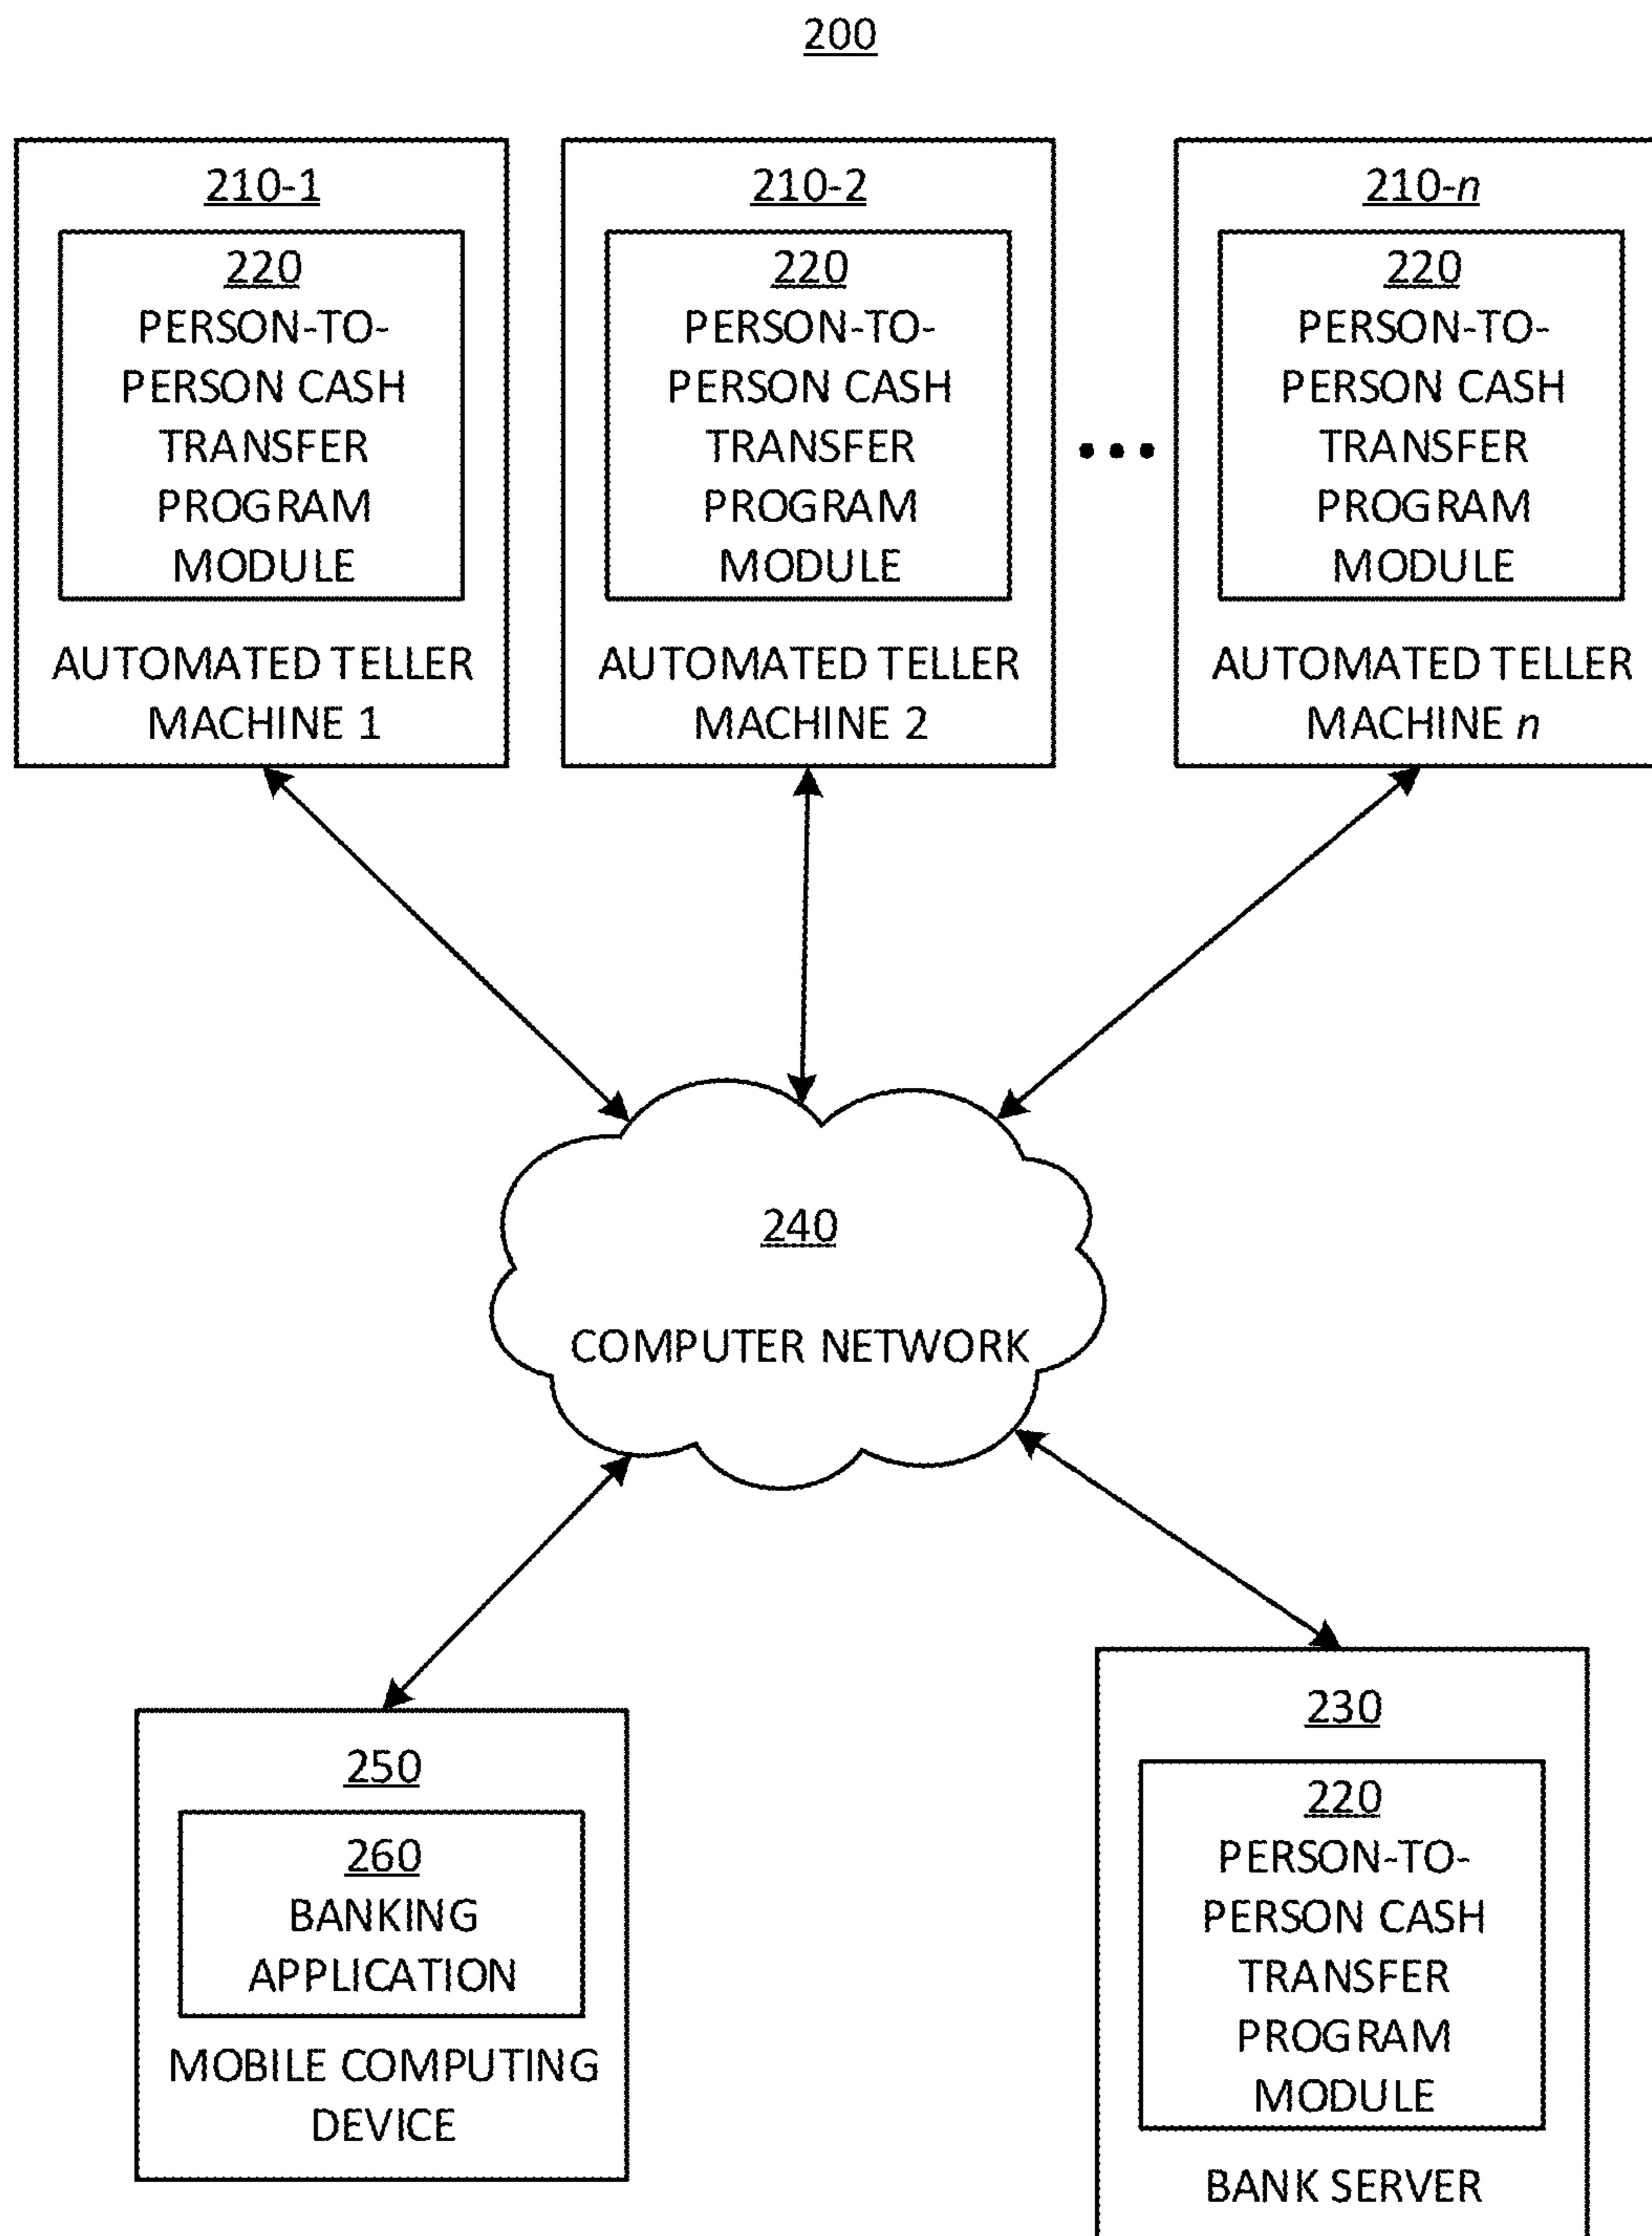 200
210-1
220
PERSON-TO-
PERSON CASH
TRANSFER
PROGRAM
MODULE
AUTOMATED TELLER
MACHINE 1
210-2
220
PERSON-TO-
PERSON CASH
TRANSFER
PROGRAM
MODULE
AUTOMATED TELLER
MACHINE 2
210-n
220
PERSON-TO-
PERSON CASH
TRANSFER
PROGRAM
MODULE
AUTOMATED TELLER
MACHINE n
240
COMPUTER NETWORK
250
260
BANKING
APPLICATION
MOBILE COMPUTING
DEVICE
230
220
PERSON-TO-
PERSON CASH
TRANSFER
PROGRAM
MODULE
BANK SERVER